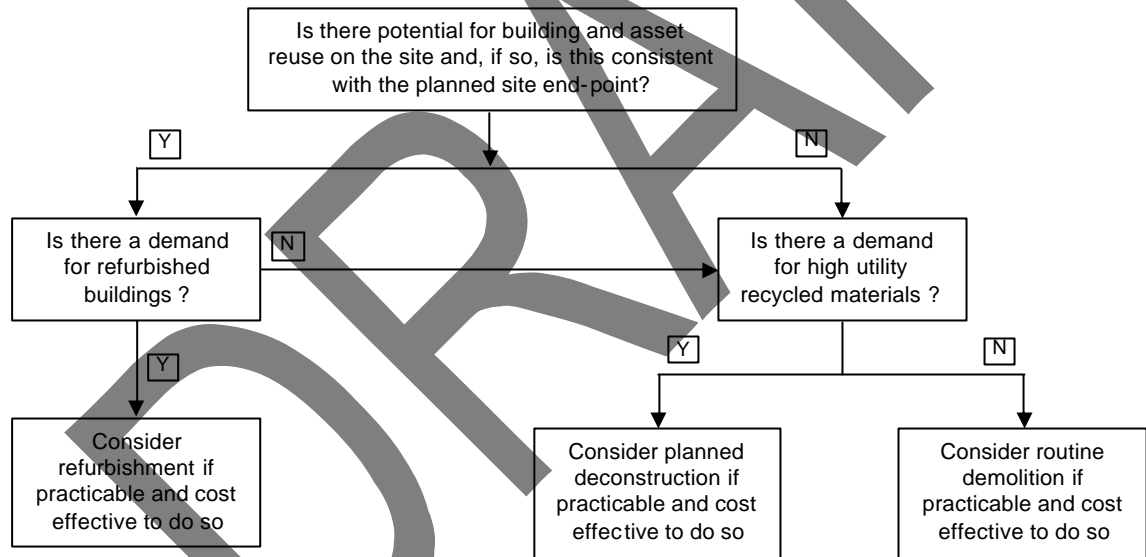 Is there potential for building and asset
reuse on the site and, if so, is this consistent
with the planned site end-point?
Y
N
Is there a demand
for refurbished
buildings ?
N
Is there a demand
for high utility
recycled materials ?
Y
Y
N
Consider
refurbishment if
practicable and cost
effective to do so
Consider planned
deconstruction if
practicable and cost
effective to do so
Consider routine
demolition if
practicable and cost
effective to do so
DRA